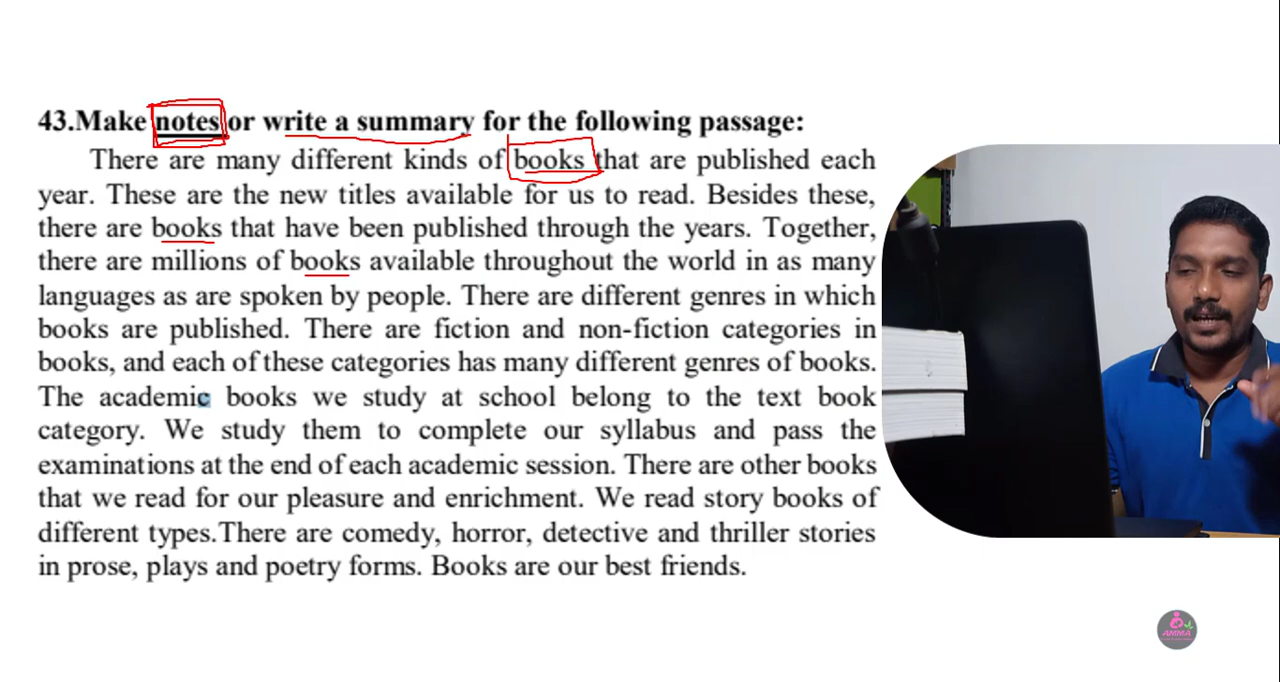 43.Make notes or write a summary for the following passage:
There are many different kinds of books that are published each
year. These are the new titles available for us to read. Besides these,
there are books that have been published through the years. Together,
there are millions of books available throughout the world in as many
languages as are spoken by people. There are different genres in which
books are published. There are fiction and non-fiction categories in
books, and each of these categories has many different genres of books.
The academic books we study at school belong to the text book
category. We study them to complete our syllabus and pass the
examinations at the end of each academic session. There are other books
that we read for our pleasure and enrichment. We read story books of
different types.There are comedy, horror, detective and thriller stories
in prose, plays and poetry forms. Books are our best friends.
AMMA